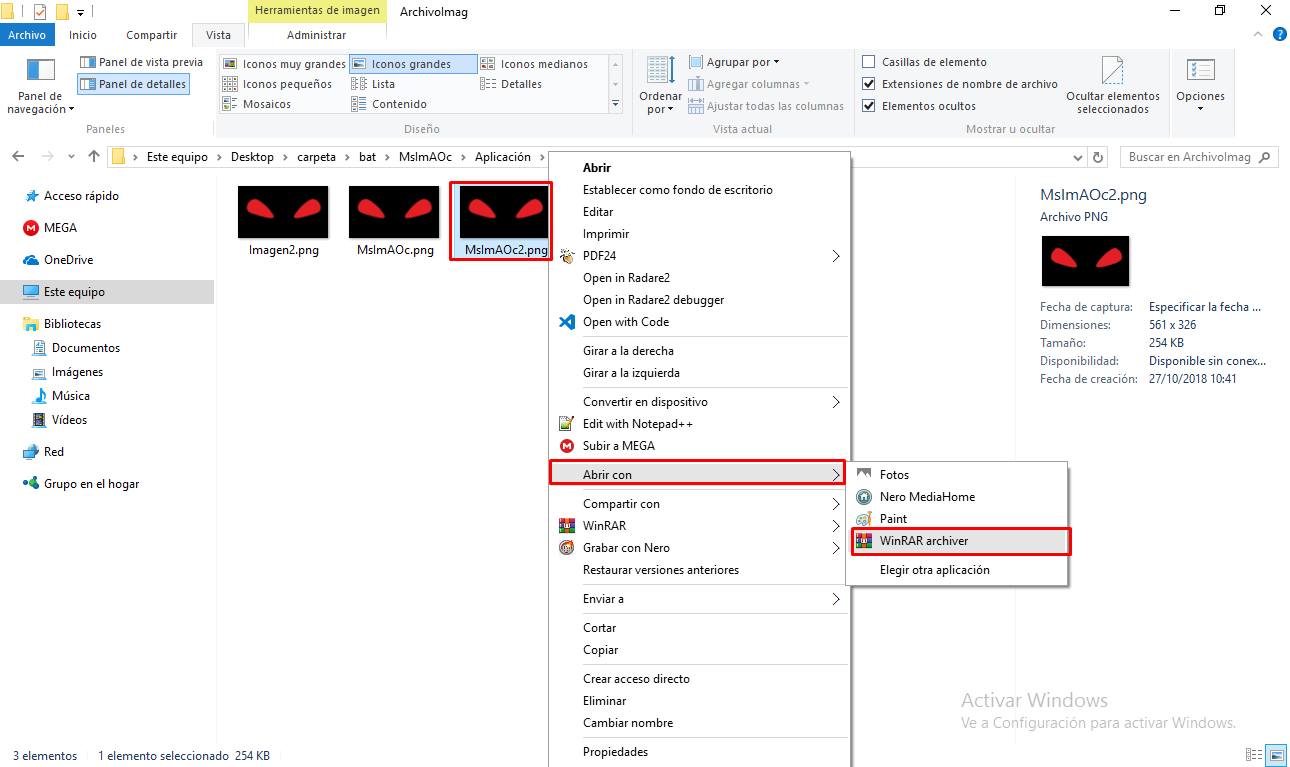 Herramientas de imagen
ArchivoImag
Archivo
Inicio
Compartir
Vista
Administrar
Panel de navegación
Panel de vista previa
Panel de detalles
Paneles
Iconos muy grandes
Iconos grandes
Iconos medianos
Iconos pequeños
Lista
Detalles
Mosaicos
Contenido
Diseño
Ordenar por
Agrupar por
Agregar columnas
Ajustar todas las columnas
Vista actual
Casillas de elemento
Extensiones de nombre de archivo
Elementos ocultos
Ocultar elementos seleccionados
Mostrar u ocultar
Opciones
Este equipo > Desktop > carpeta > bat > MsImAOc > Aplicación >
Buscar en ArchivoImag
Acceso rápido
MEGA
OneDrive
Este equipo
Bibliotecas
Documentos
Imágenes
Música
Vídeos
Red
Grupo en el hogar
Imagen2.png
MsImAOc.png
MsImAOc2.png
Abrir
Establecer como fondo de escritorio
Editar
Imprimir
PDF24
Open in Radare2
Open in Radare2 debugger
Open with Code
Girar a la derecha
Girar a la izquierda
Convertir en dispositivo
Edit with Notepad++
Subir a MEGA
Abrir con
Compartir con
WinRAR
Grabar con Nero
Restaurar versiones anteriores
Enviar a
Cortar
Copiar
Crear acceso directo
Eliminar
Cambiar nombre
Propiedades
Fotos
Nero MediaHome
Paint
WinRAR archiver
Elegir otra aplicación
MsImAOc2.png
Archivo PNG
Fecha de captura: Especificar la fecha ...
Dimensiones: 561 x 326
Tamaño: 254 KB
Disponibilidad: Disponible sin conex...
Fecha de creación: 27/10/2018 10:41
Activar Windows
Ve a Configuración para activar Windows.
3 elementos
1 elemento seleccionado 254 KB